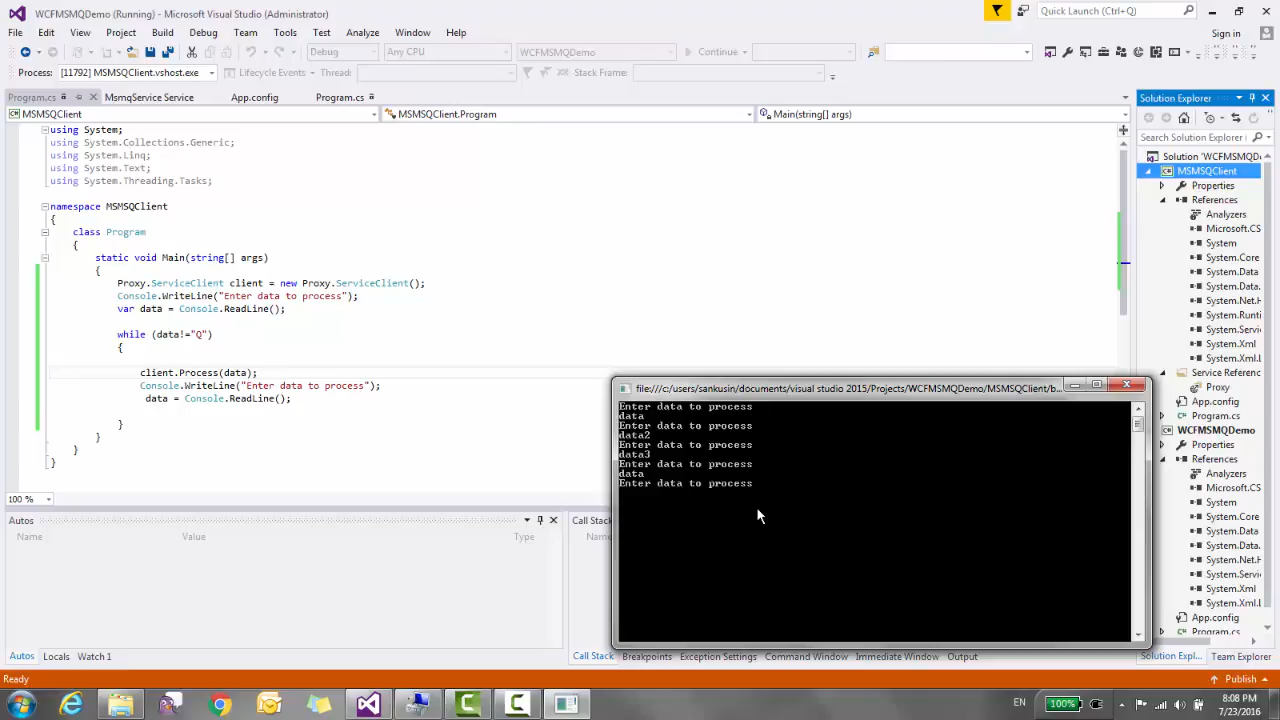 WCFMSMQDemo (Running) - Microsoft Visual Studio (Administrator)
Quick Launch (Ctrl+Q)
File Edit View Project Build Debug Team Tools Test Analyze Window Help
Sign in
Debug Any CPU WCFMSMQDemo Continue
Process: [11792] MSMSQClient.vshost.exe Lifecycle Events Thread: Stack Frame:
Program.cs MsmqService Service App.config Program.cs
MSMSQClient MSMSQClient.Program Main(string[] args)
using System;
using System.Collections.Generic;
using System.Linq;
using System.Text;
using System.Threading.Tasks;
namespace MSMSQClient
{
class Program
{
static void Main(string[] args)
{
Proxy.ServiceClient client = new Proxy.ServiceClient();
Console.WriteLine("Enter data to process");
var data = Console.ReadLine();
while (data!="Q")
{
client.Process(data);
Console.WriteLine("Enter data to process");
data = Console.ReadLine();
}
}
}
}
100 %
file:///c:/users/sankusin/documents/visual studio 2015/Projects/WCFMSMQDemo/MSMSQClient/b...
Enter data to process
data
Enter data to process
data2
Enter data to process
data3
Enter data to process
data
Enter data to process
Solution Explorer
Search Solution Explorer
Solution 'WCFMSMQD
MSMSQClient
Properties
References
Analyzers
Microsoft.CS
System
System.Core
System.Data
System.Data.
System.Net.H
System.Runti
System.Servi
System.Xml
System.Xml.L
Service Referenc
Proxy
App.config
Program.cs
WCFMSMQDemo
Properties
References
Analyzers
Microsoft.CS
System
System.Core
System.Data
System.Data.
System.Net.H
System.Servi
System.Xml
System.Xml.L
App.config
Program.cs
Autos
Name Value Type
Call Stack
Name
Autos Locals Watch 1
Call Stack Breakpoints Exception Settings Command Window Immediate Window Output
Solution Expl... Team Explorer
Ready
Publish
EN
100%
8:08 PM
7/23/2016